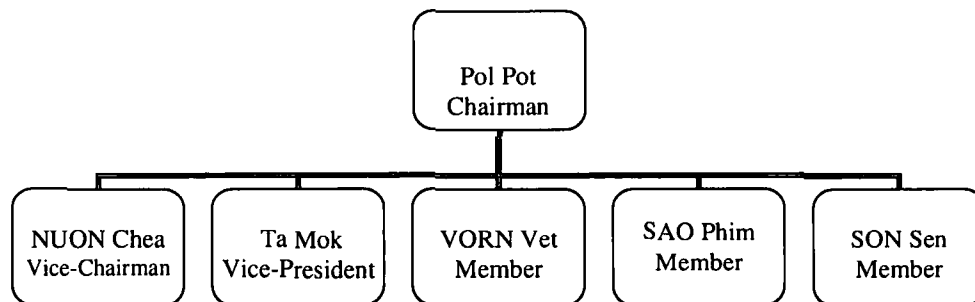 Pol Pot
Chairman
NUON Chea
Vice-Chairman
Ta Mok
Vice-President
VORN Vet
Member
SAO Phim
Member
SON Sen
Member